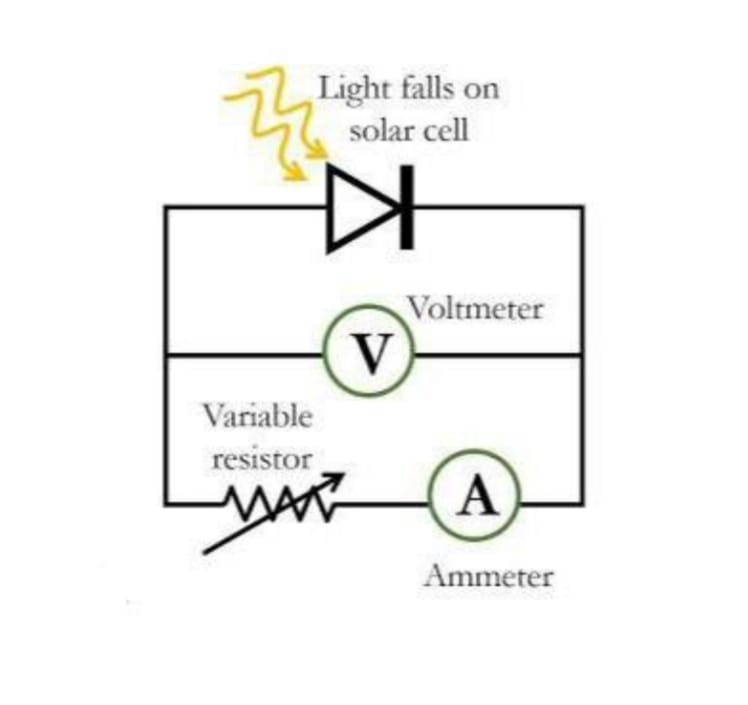 Light falls on
solar cell
Voltmeter
V
Variable
resistor
A
Ammeter